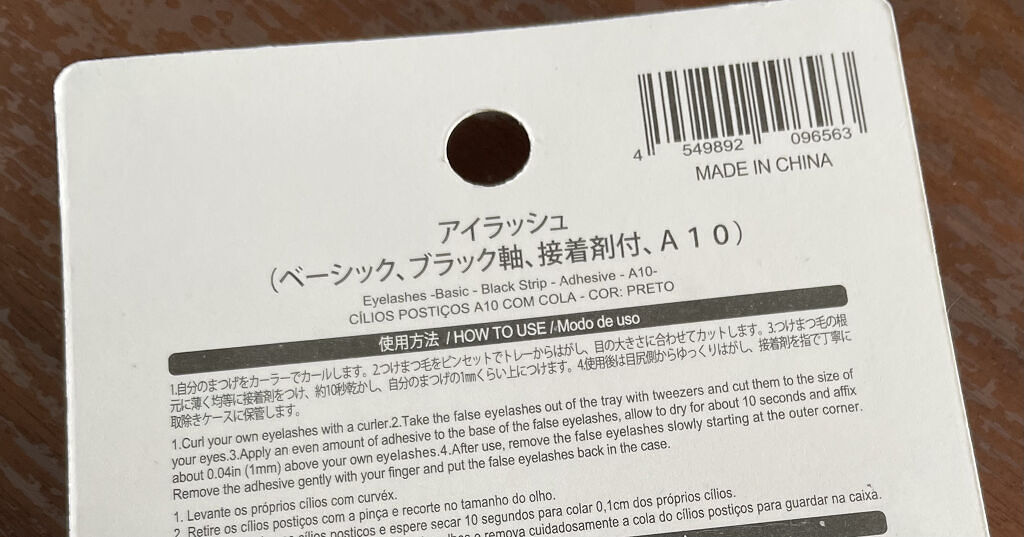 4 549892 096563
MADE IN CHINA
アイラッシュ
(ベーシック、ブラック軸、接着剤付、A10)
Eyelashes -Basic - Black Strip - Adhesive - A10-
CÍLIOS POSTIÇOS A10 COM COLA - COR: PRETO
使用方法 / HOW TO USE / Modo de uso
1.自分のまつげをカーラーでカールします。2.つけまつ毛をピンセットでトレーからはがし、目の大きさに合わせてカットします。3.つけまつ毛の根
元に薄く均等に接着剤をつけ、約10秒乾かし、自分のまつげの1mmくらい上につけます。4.使用後は目尻側からゆっくりはがし、接着剤を指で丁寧に
取除きケースに保管します。
1.Curl your own eyelashes with a curler.2.Take the false eyelashes out of the tray with tweezers and cut them to the size of
your eyes.3.Apply an even amount of adhesive to the base of the false eyelashes, allow to dry for about 10 seconds and affix
about 0.04in (1mm) above your own eyelashes.4.After use, remove the false eyelashes slowly starting at the outer corner.
Remove the adhesive gently with your finger and put the false eyelashes back in the case.
1. Levante os próprios cílios com curvéx.
2. Retire os cílios postiços com a pinça e recorte no tamanho do olho.
cílios postiços e espere secar 10 segundos para colar 0,1cm dos próprios cílios.
remova cuidadosamente a cola do cílios postiços para guardar na caixa.